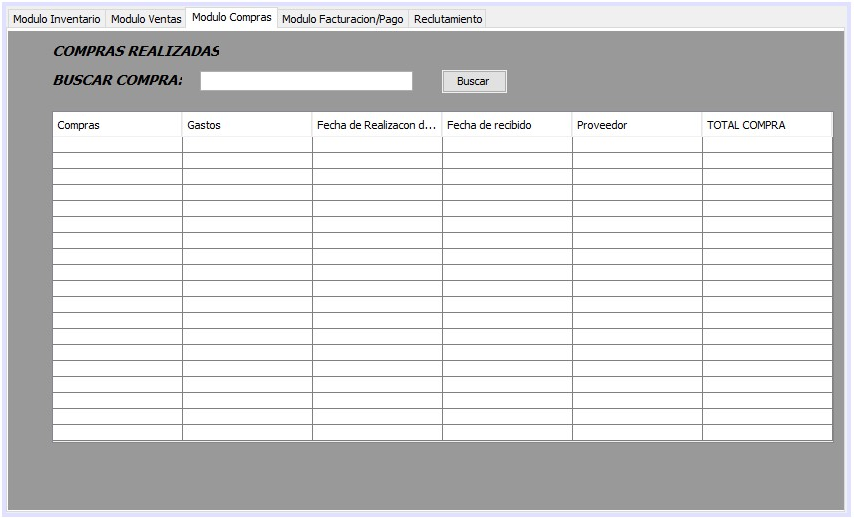 Modulo Inventario Modulo Ventas Modulo Compras Modulo Facturacion/Pago Reclutamiento
COMPRAS REALIZADAS
BUSCAR COMPRA: Buscar
Compras Gastos Fecha de Realizacon d... Fecha de recibido Proveedor TOTAL COMPRA